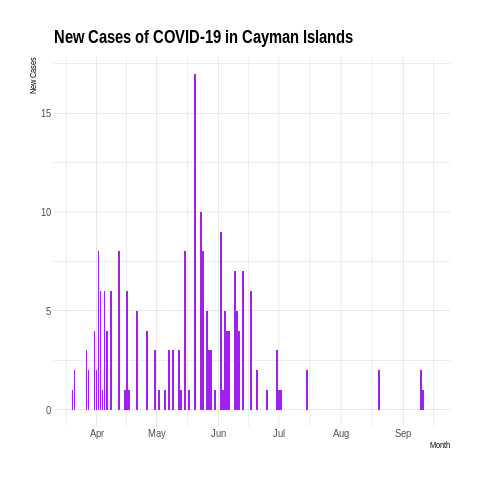 New Cases of COVID-19 in Cayman Islands
New Cases
15
10
5
0
Apr May Jun Jul Aug Sep
Month